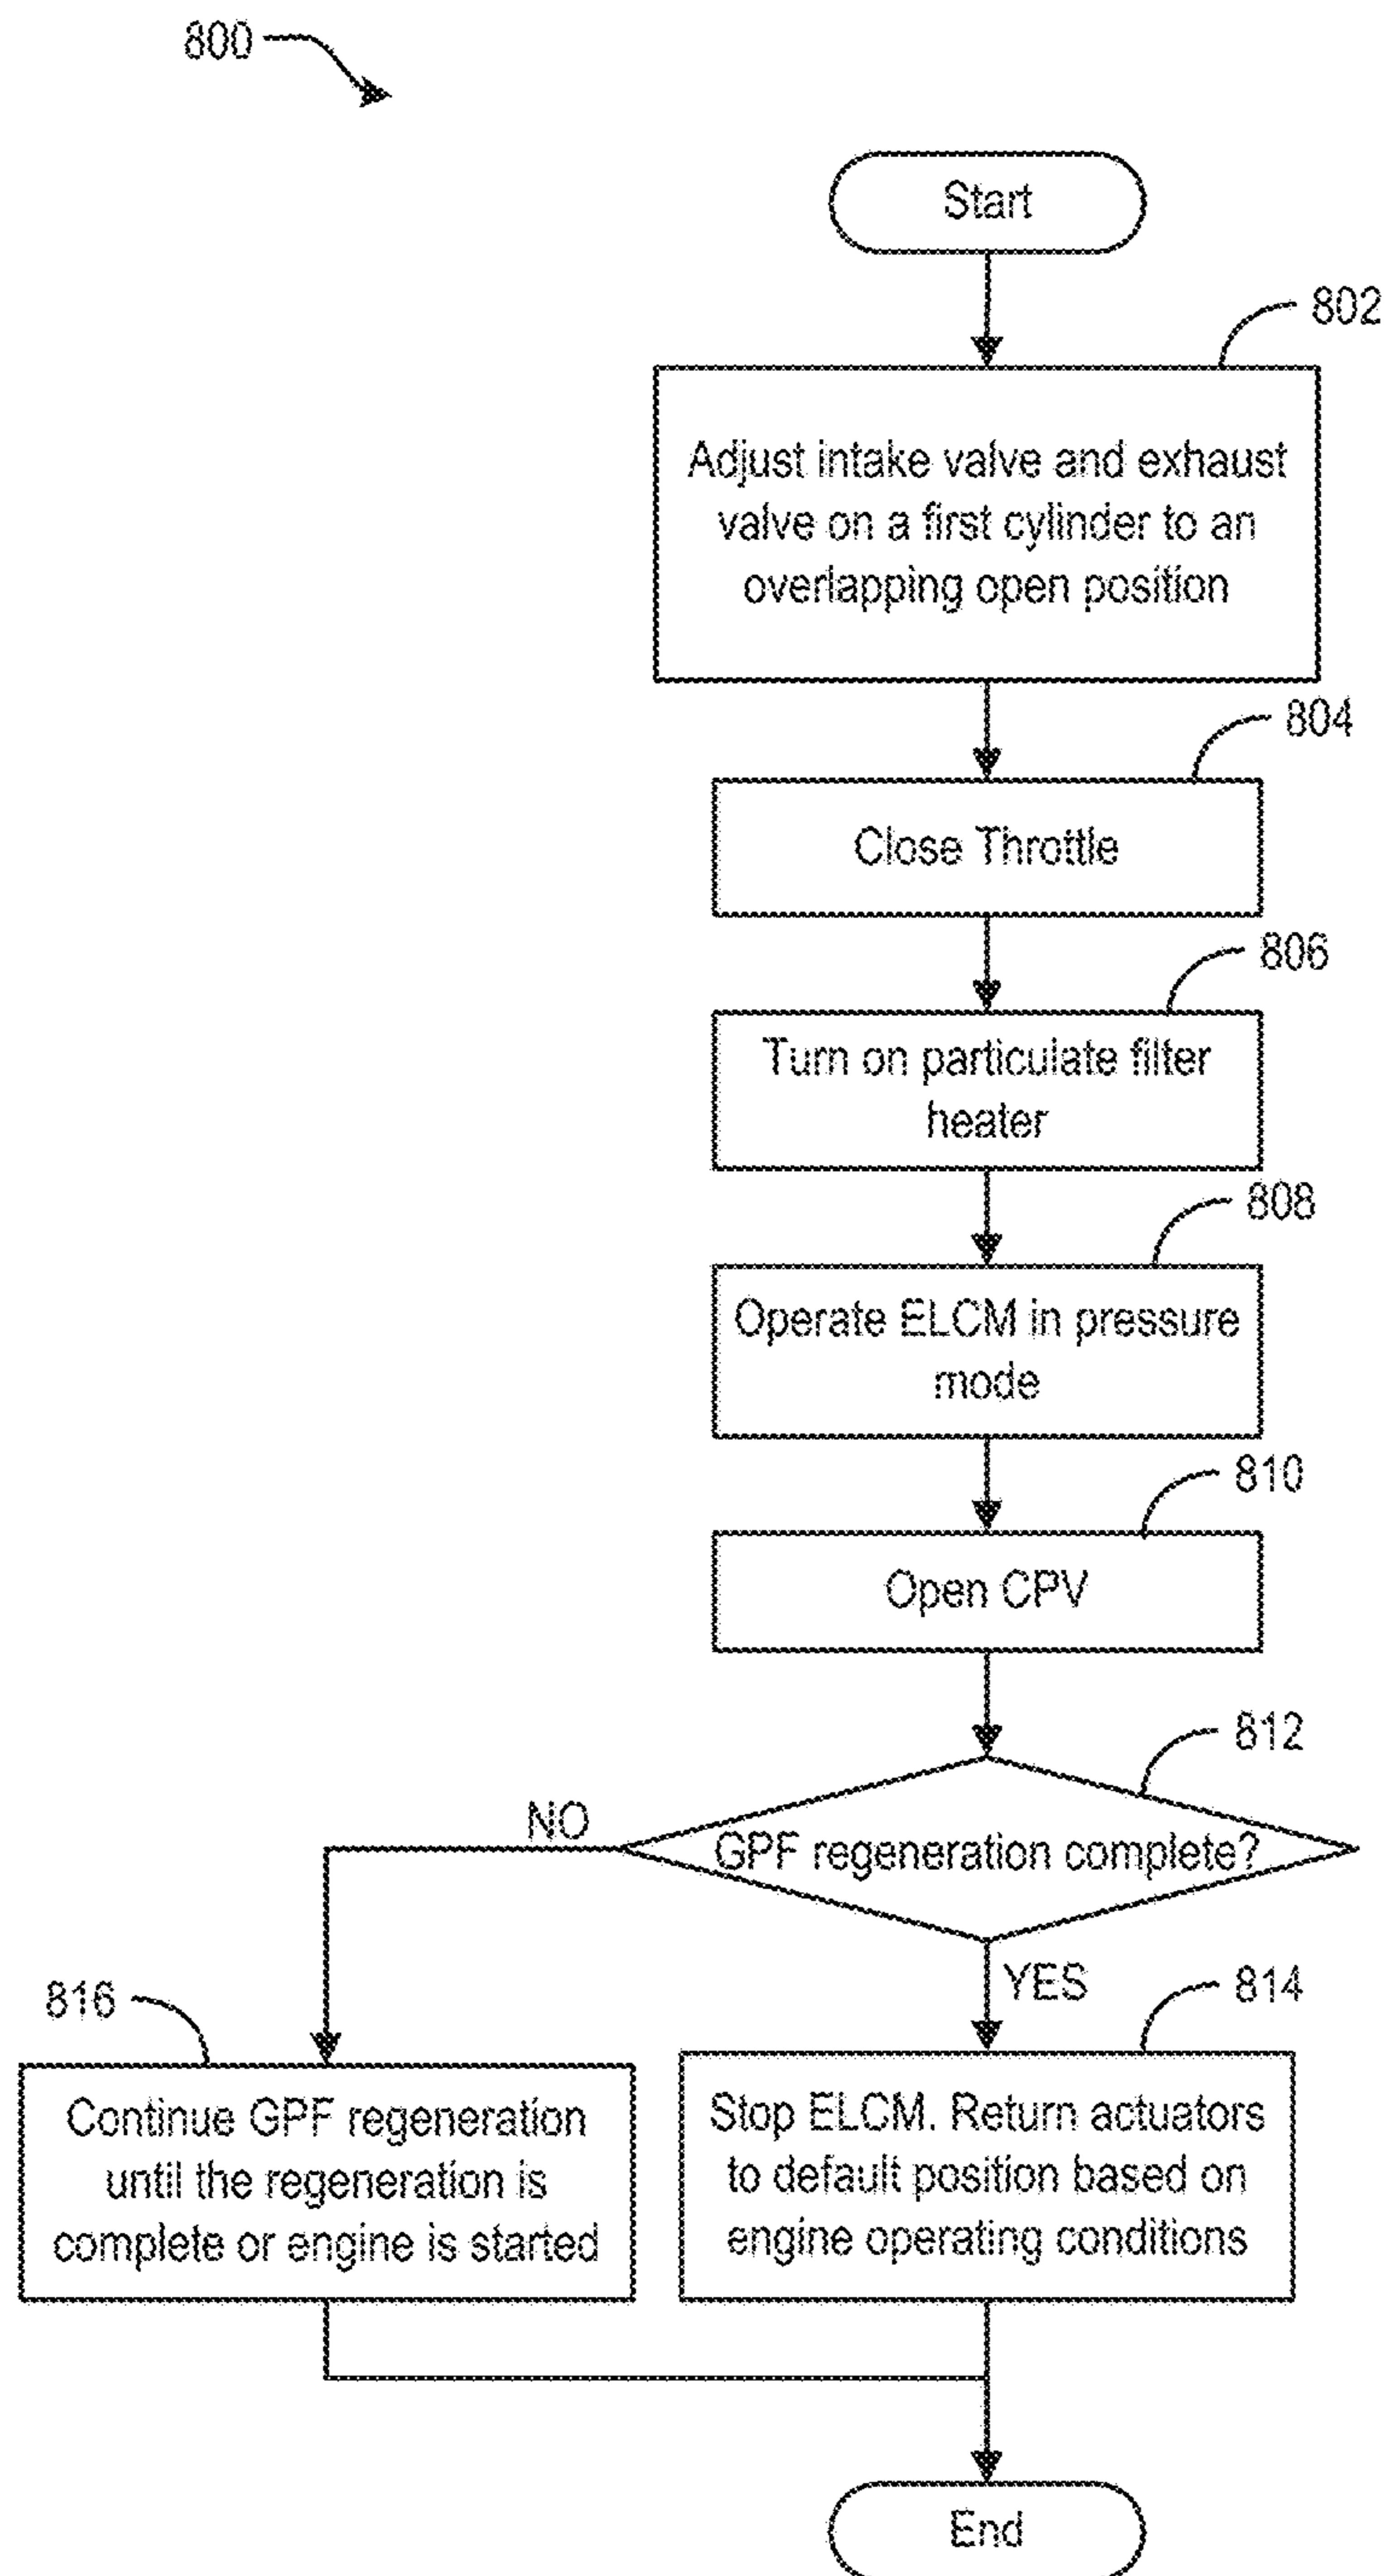 800
Start
802
Adjust intake valve and exhaust
valve on a first cylinder to an
overlapping open position
804
Close Throttle
806
Turn on particulate filter
heater
808
Operate ELCM in pressure
mode
810
Open CPV
812
NO
GPF regeneration complete?
YES
816
814
Continue GPF regeneration
until the regeneration is
complete or engine is started
Stop ELCM. Return actuators
to default position based on
engine operating conditions
End